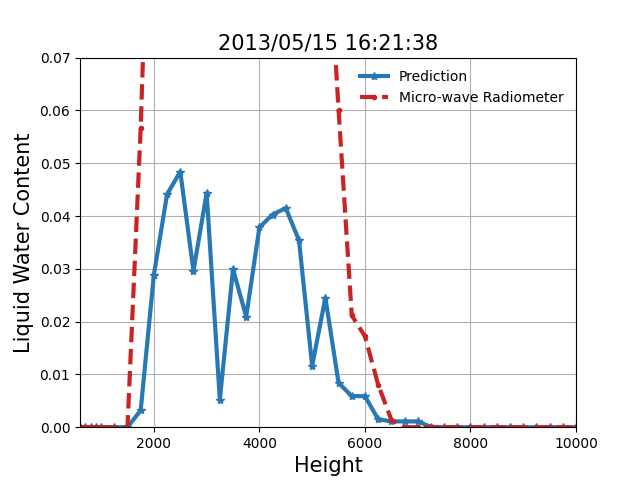 2013/05/15 16:21:38
0.07
0.06
0.05
0.04
0.03
0.02
0.01
0.00
Liquid Water Content
Prediction
Micro-wave Radiometer
2000 4000 6000 8000 10000
Height